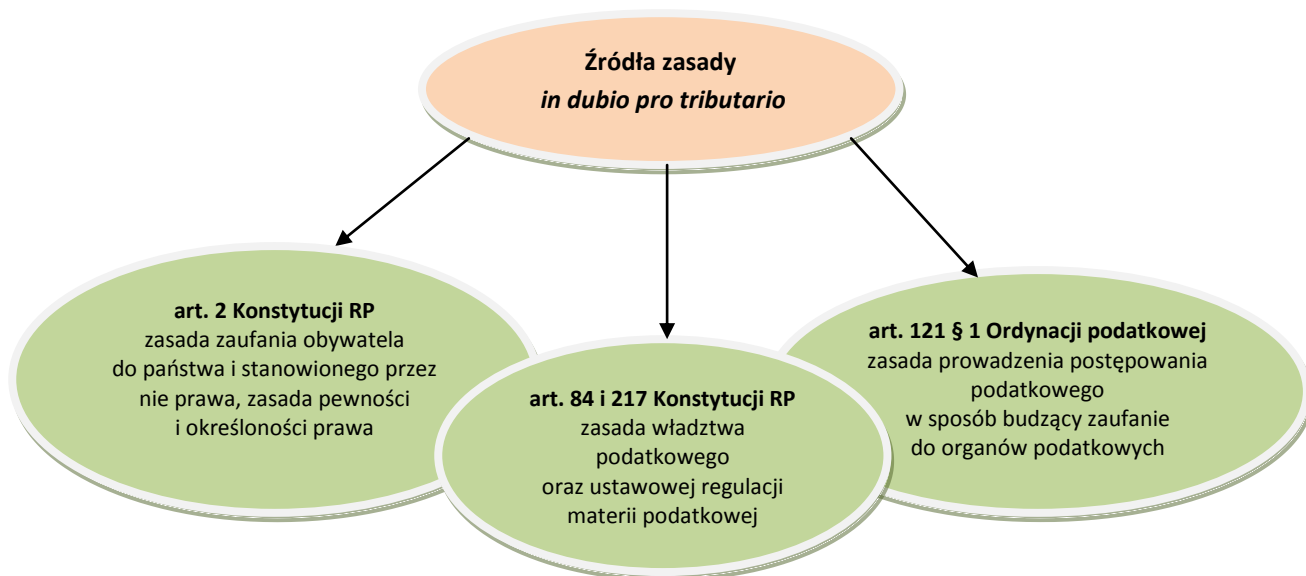 Źródła zasady
in dubio pro tributario
art. 2 Konstytucji RP
zasada zaufania obywatela
do państwa i stanowionego przez
nie prawa, zasada pewności
i określoności prawa
art. 84 i 217 Konstytucji RP
zasada władztwa
podatkowego
oraz ustawowej regulacji
materii podatkowej
art. 121 § 1 Ordynacji podatkowej
zasada prowadzenia postępowania
podatkowego
w sposób budzący zaufanie
do organów podatkowych